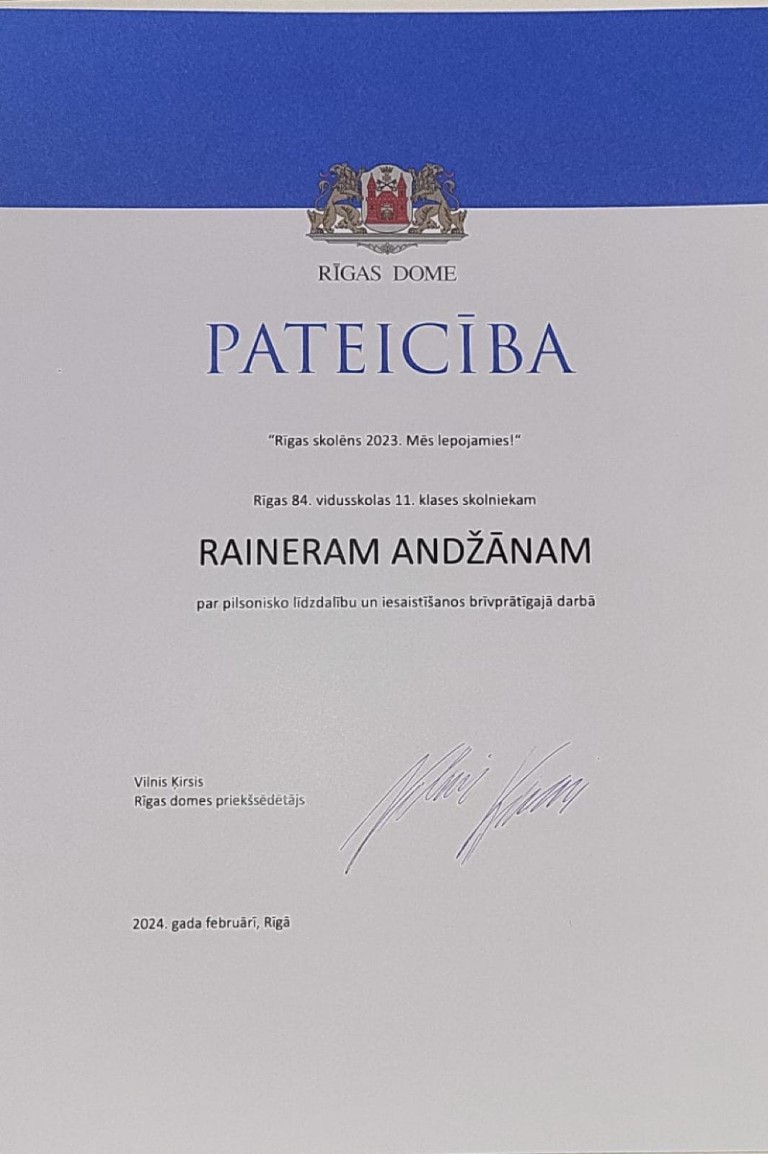 RĪGAS DOME
PATEICĪBA
“Rīgas skolēns 2023. Mēs lepojamies!“
Rīgas 84. vidusskolas 11. klases skolniekam
RAINERAM ANDŽĀNAM
par pilsonisko līdzdalību un iesaistīšanos brīvprātīgajā darbā
Vilnis Ķirsis
Rīgas domes priekšsēdētājs
2024. gada februārī, Rīgā